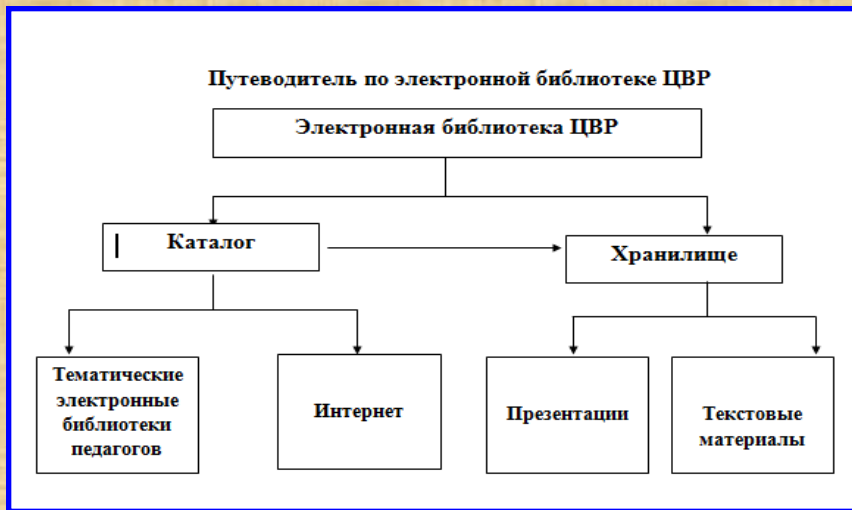 Путеводитель по электронной библиотеке ЦВР
Электронная библиотека ЦВР
Каталог
Хранилище
Тематические
электронные
библиотеки
педагогов
Интернет
Презентации
Текстовые
материалы